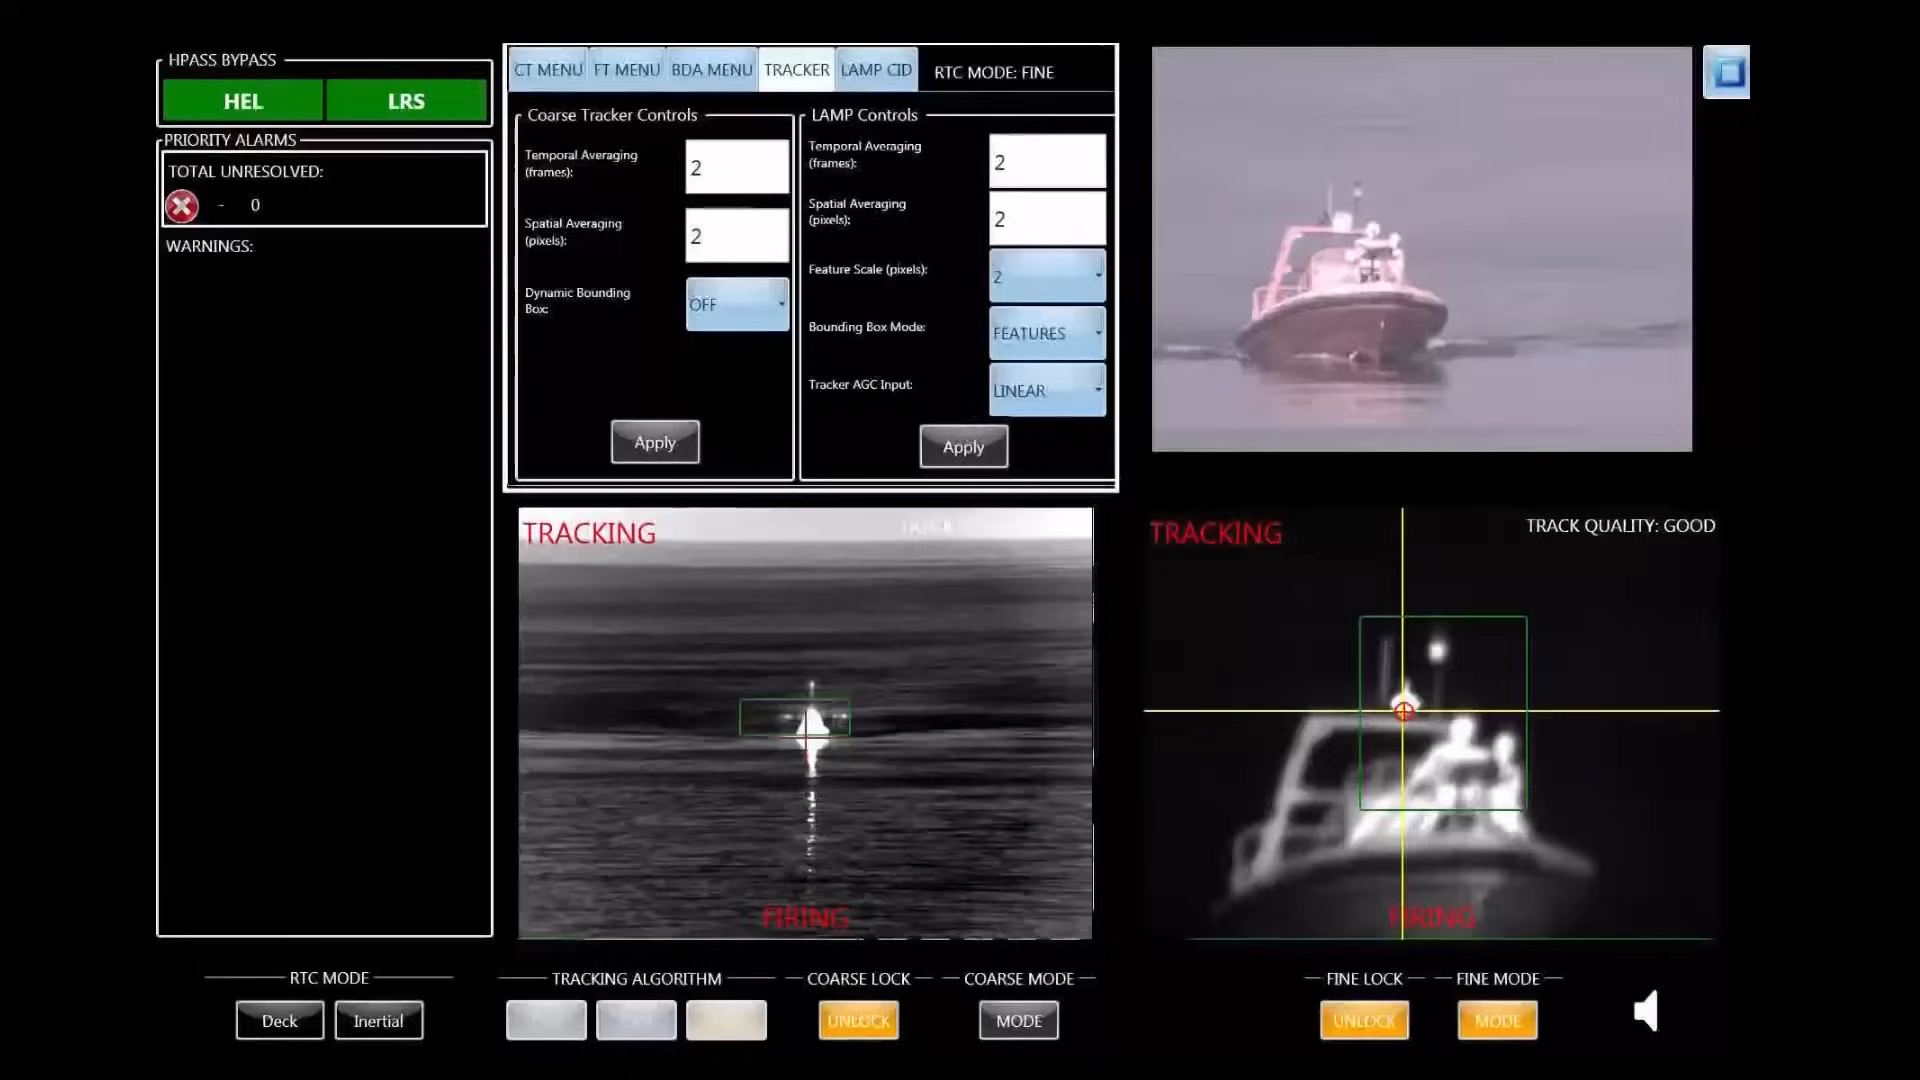 HPASS BYPASS
HEL
LRS
PRIORITY ALARMS
TOTAL UNRESOLVED:
- 0
WARNINGS:
CT MENU
FT MENU
BDA MENU
TRACKER
LAMP CID
RTC MODE: FINE
Coarse Tracker Controls
Temporal Averaging
(frames):
2
Spatial Averaging
(pixels):
2
Dynamic Bounding
Box:
OFF
Apply
LAMP Controls
Temporal Averaging
(frames):
2
Spatial Averaging
(pixels):
2
Feature Scale (pixels):
2
Bounding Box Mode:
FEATURES
Tracker AGC Input:
LINEAR
Apply
TRACKING
FIRING
TRACKING
TRACK QUALITY: GOOD
FIRING
RTC MODE
Deck
Inertial
TRACKING ALGORITHM
COARSE LOCK
UNLOCK
COARSE MODE
MODE
FINE LOCK
UNLOCK
FINE MODE
MODE